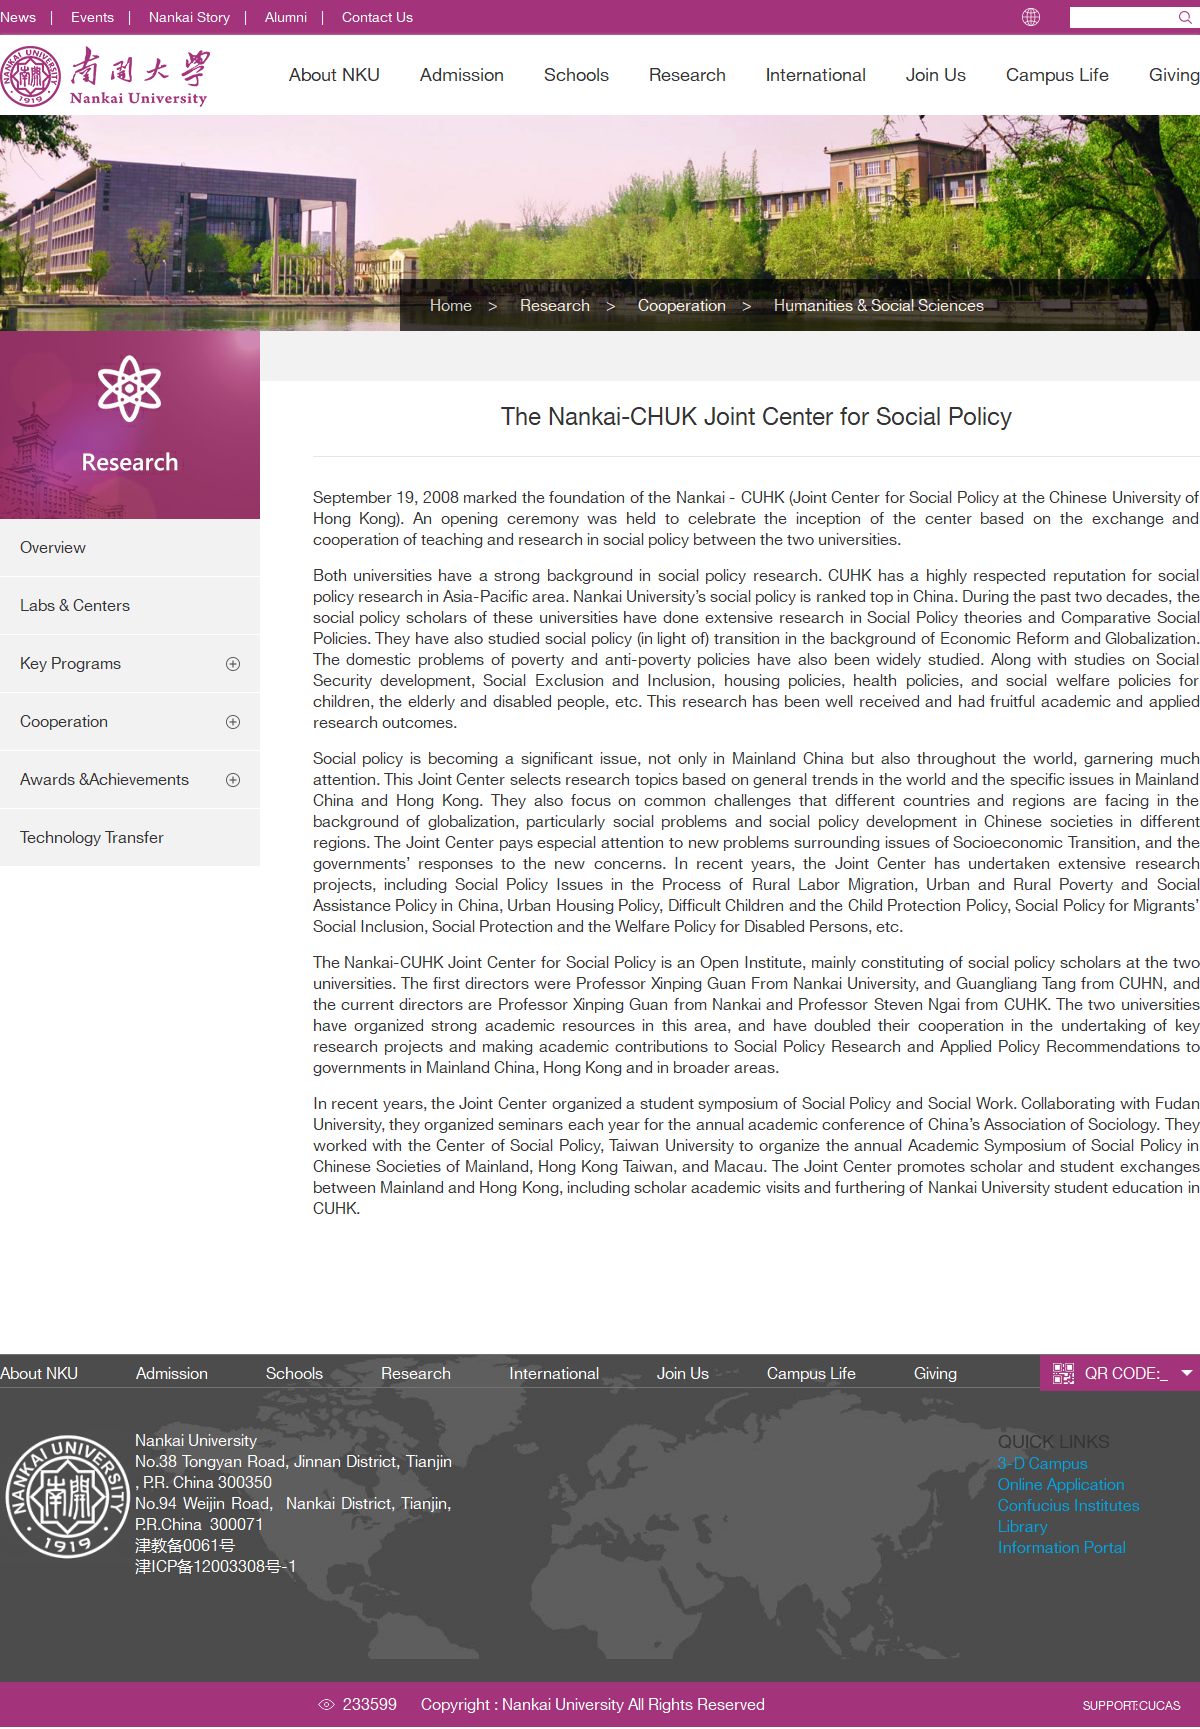 News | Events | Nankai Story | Alumni | Contact Us
NANKAI UNIVERSITY
南開
1919
南開大學
Nankai University
About NKU Admission Schools Research International Join Us Campus Life Giving
Home > Research > Cooperation > Humanities & Social Sciences
Research
Overview
Labs & Centers
Key Programs
Cooperation
Awards &Achievements
Technology Transfer
The Nankai-CHUK Joint Center for Social Policy
September 19, 2008 marked the foundation of the Nankai - CUHK (Joint Center for Social Policy at the Chinese University of
Hong Kong). An opening ceremony was held to celebrate the inception of the center based on the exchange and
cooperation of teaching and research in social policy between the two universities.
Both universities have a strong background in social policy research. CUHK has a highly respected reputation for social
policy research in Asia-Pacific area. Nankai University's social policy is ranked top in China. During the past two decades, the
social policy scholars of these universities have done extensive research in Social Policy theories and Comparative Social
Policies. They have also studied social policy (in light of) transition in the background of Economic Reform and Globalization.
The domestic problems of poverty and anti-poverty policies have also been widely studied. Along with studies on Social
Security development, Social Exclusion and Inclusion, housing policies, health policies, and social welfare policies for
children, the elderly and disabled people, etc. This research has been well received and had fruitful academic and applied
research outcomes.
Social policy is becoming a significant issue, not only in Mainland China but also throughout the world, garnering much
attention. This Joint Center selects research topics based on general trends in the world and the specific issues in Mainland
China and Hong Kong. They also focus on common challenges that different countries and regions are facing in the
background of globalization, particularly social problems and social policy development in Chinese societies in different
regions. The Joint Center pays especial attention to new problems surrounding issues of Socioeconomic Transition, and the
governments' responses to the new concerns. In recent years, the Joint Center has undertaken extensive research
projects, including Social Policy Issues in the Process of Rural Labor Migration, Urban and Rural Poverty and Social
Assistance Policy in China, Urban Housing Policy, Difficult Children and the Child Protection Policy, Social Policy for Migrants'
Social Inclusion, Social Protection and the Welfare Policy for Disabled Persons, etc.
The Nankai-CUHK Joint Center for Social Policy is an Open Institute, mainly constituting of social policy scholars at the two
universities. The first directors were Professor Xinping Guan From Nankai University, and Guangliang Tang from CUHN, and
the current directors are Professor Xinping Guan from Nankai and Professor Steven Ngai from CUHK. The two universities
have organized strong academic resources in this area, and have doubled their cooperation in the undertaking of key
research projects and making academic contributions to Social Policy Research and Applied Policy Recommendations to
governments in Mainland China, Hong Kong and in broader areas.
In recent years, the Joint Center organized a student symposium of Social Policy and Social Work. Collaborating with Fudan
University, they organized seminars each year for the annual academic conference of China's Association of Sociology. They
worked with the Center of Social Policy, Taiwan University to organize the annual Academic Symposium of Social Policy in
Chinese Societies of Mainland, Hong Kong Taiwan, and Macau. The Joint Center promotes scholar and student exchanges
between Mainland and Hong Kong, including scholar academic visits and furthering of Nankai University student education in
CUHK.
About NKU Admission Schools Research International Join Us Campus Life Giving QR CODE:_
NANKAI UNIVERSITY
南開
1919
Nankai University
No.38 Tongyan Road, Jinnan District, Tianjin
, P.R. China 300350
No.94 Weijin Road, Nankai District, Tianjin,
P.R.China 300071
津教备0061号
津ICP备12003308号-1
QUICK LINKS
3-D Campus
Online Application
Confucius Institutes
Library
Information Portal
233599 Copyright : Nankai University All Rights Reserved
SUPPORT:CUCAS